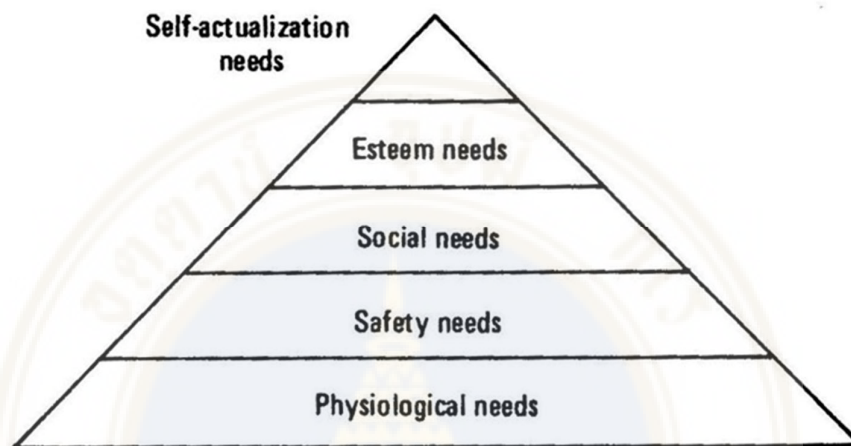 Self-actualization
needs
Esteem needs
Social needs
Safety needs
Physiological needs